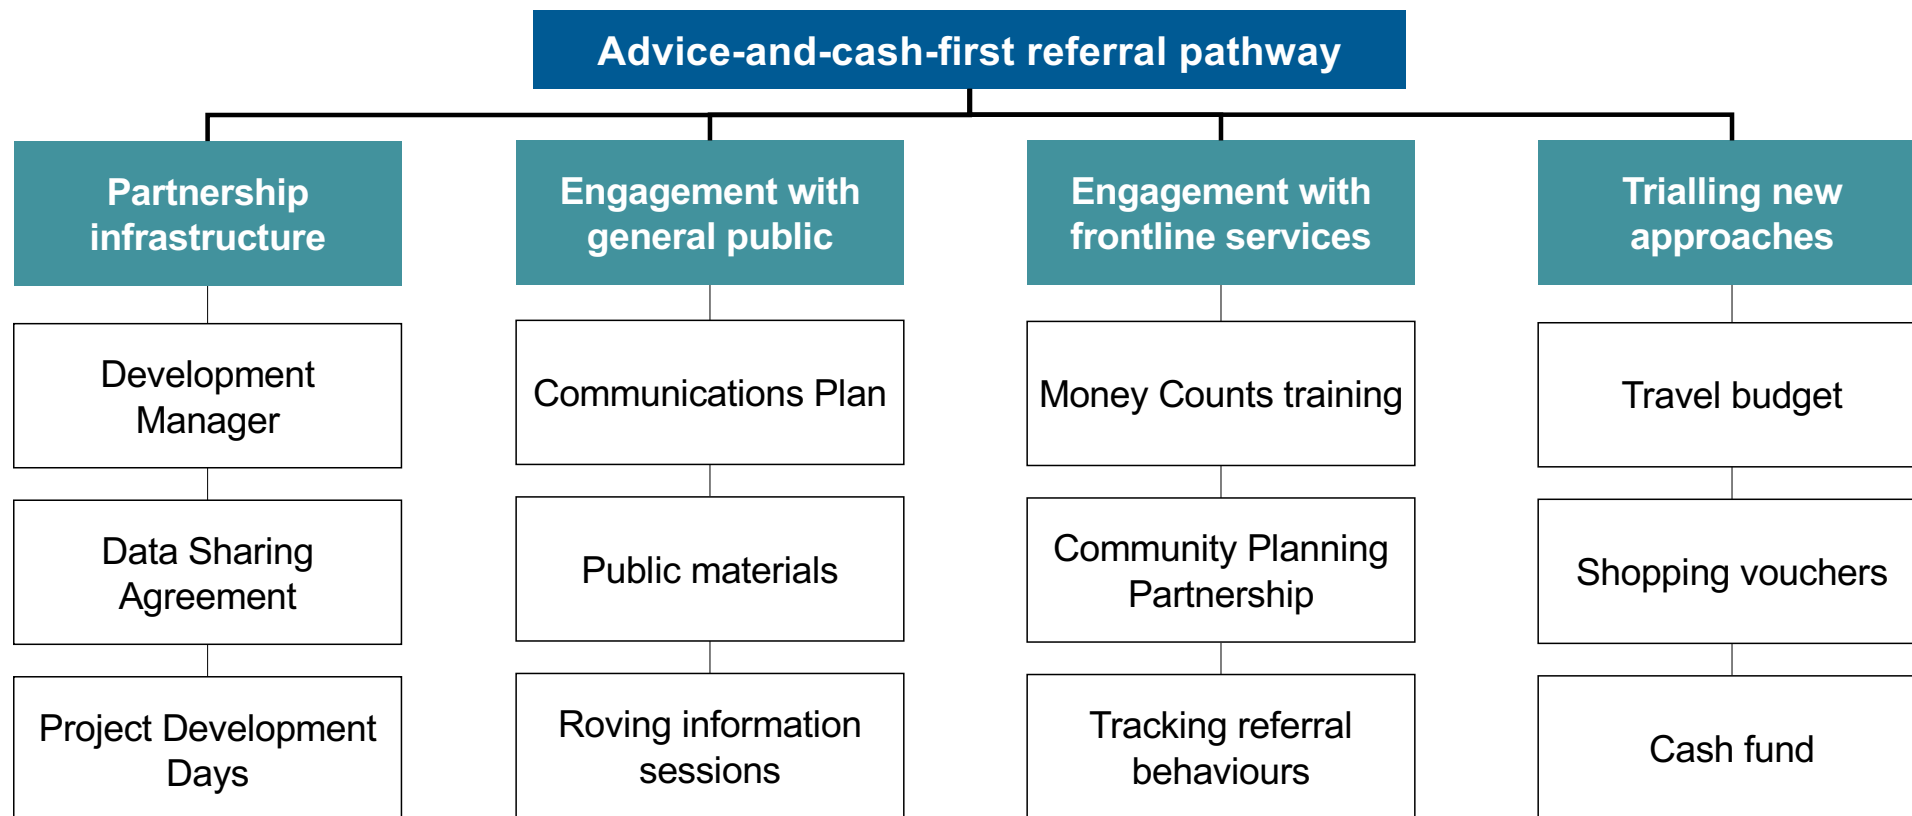 Advice-and-cash-first referral pathway
Partnership
infrastructure
Development
Manager
Data Sharing
Agreement
Project Development
Days
Engagement with
general public
Communications Plan
Public materials
Roving information
sessions
Engagement with
frontline services
Money Counts training
Community Planning
Partnership
Tracking referral
behaviours
Trialling new
approaches
Travel budget
Shopping vouchers
Cash fund